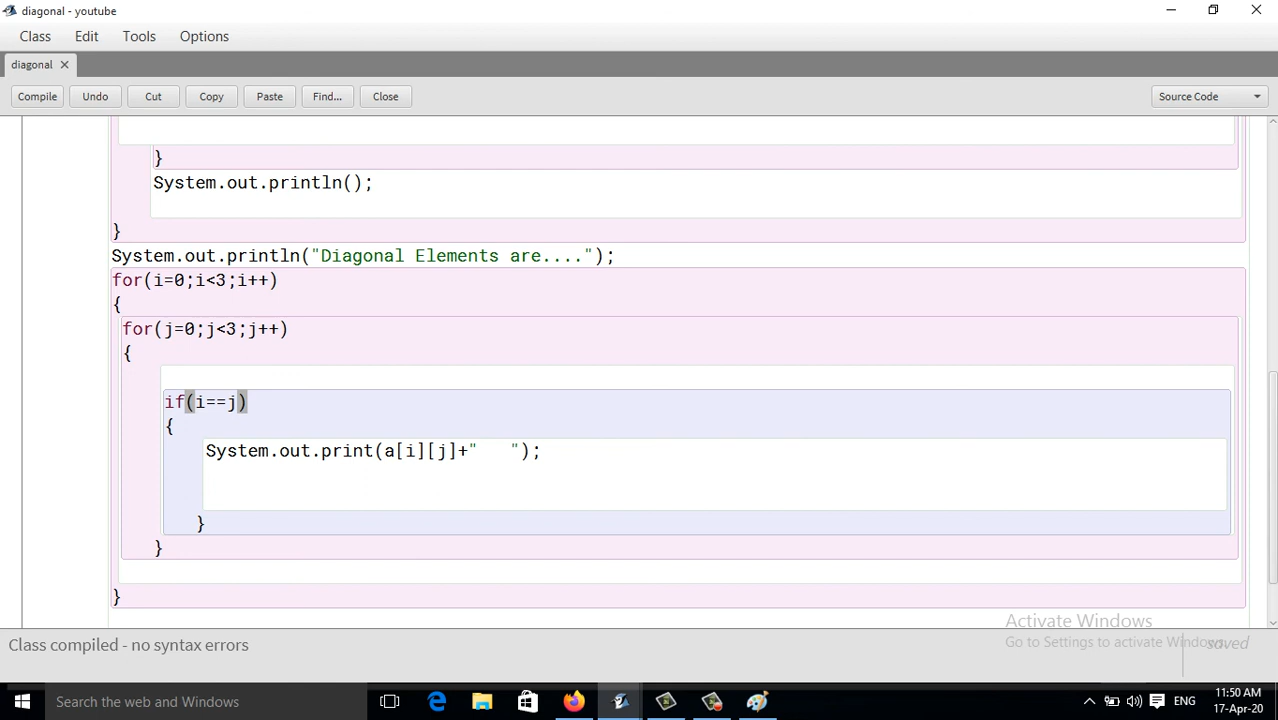 diagonal - youtube
Class Edit Tools Options
diagonal
Compile Undo Cut Copy Paste Find... Close Source Code
}
System.out.println();
}
System.out.println("Diagonal Elements are....");
for(i=0;i<3;i++)
{
for(j=0;j<3;j++)
{
if(i==j)
{
System.out.print(a[i][j]+"   ");
}
}
}
Activate Windows
Go to Settings to activate Windows.
saved
Class compiled - no syntax errors
Search the web and Windows
ENG
11:50 AM
17-Apr-20